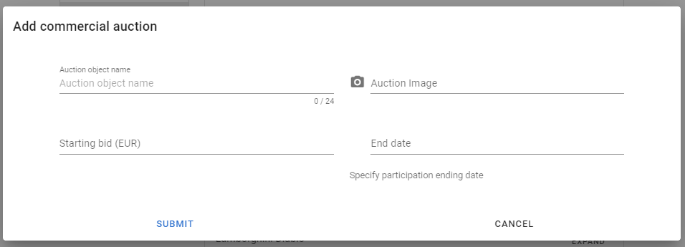 Add commercial auction
Auction object name
Auction object name
Auction Image
0 / 24
Starting bid (EUR)
End date
Specify participation ending date
SUBMIT
CANCEL
EXPAND